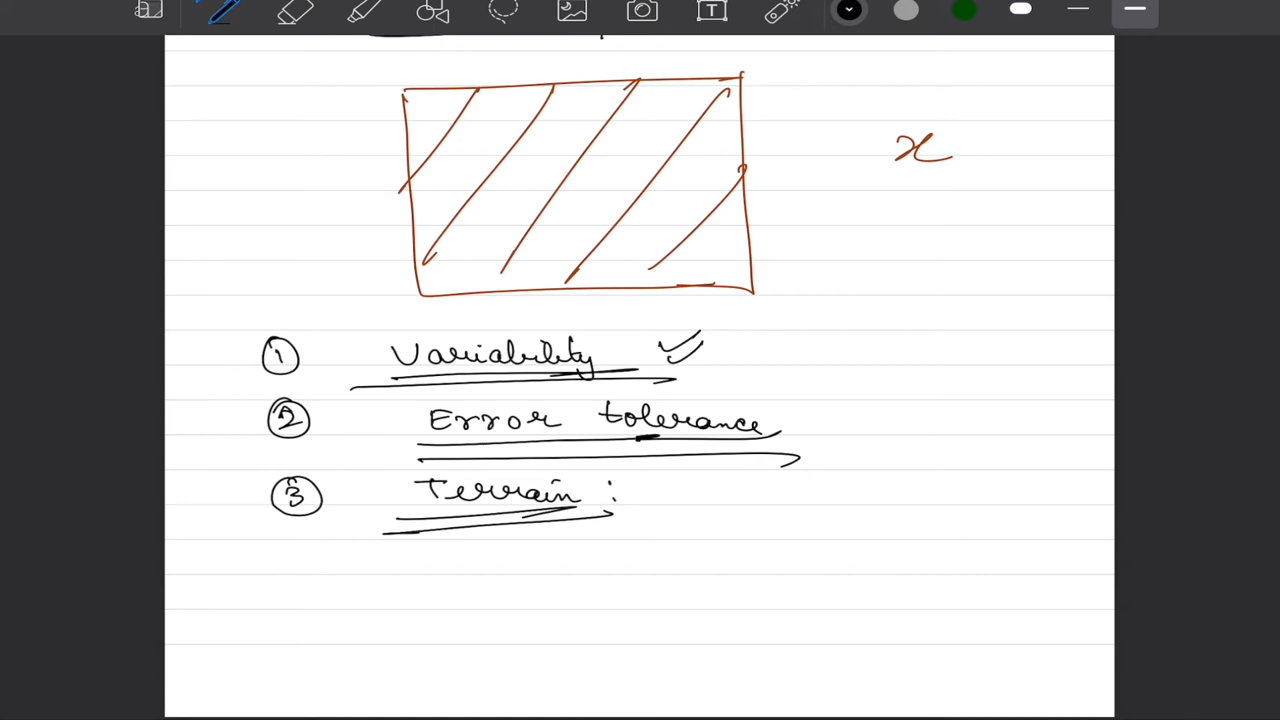 x
① Variability
② Error tolerance
③ Terrain :